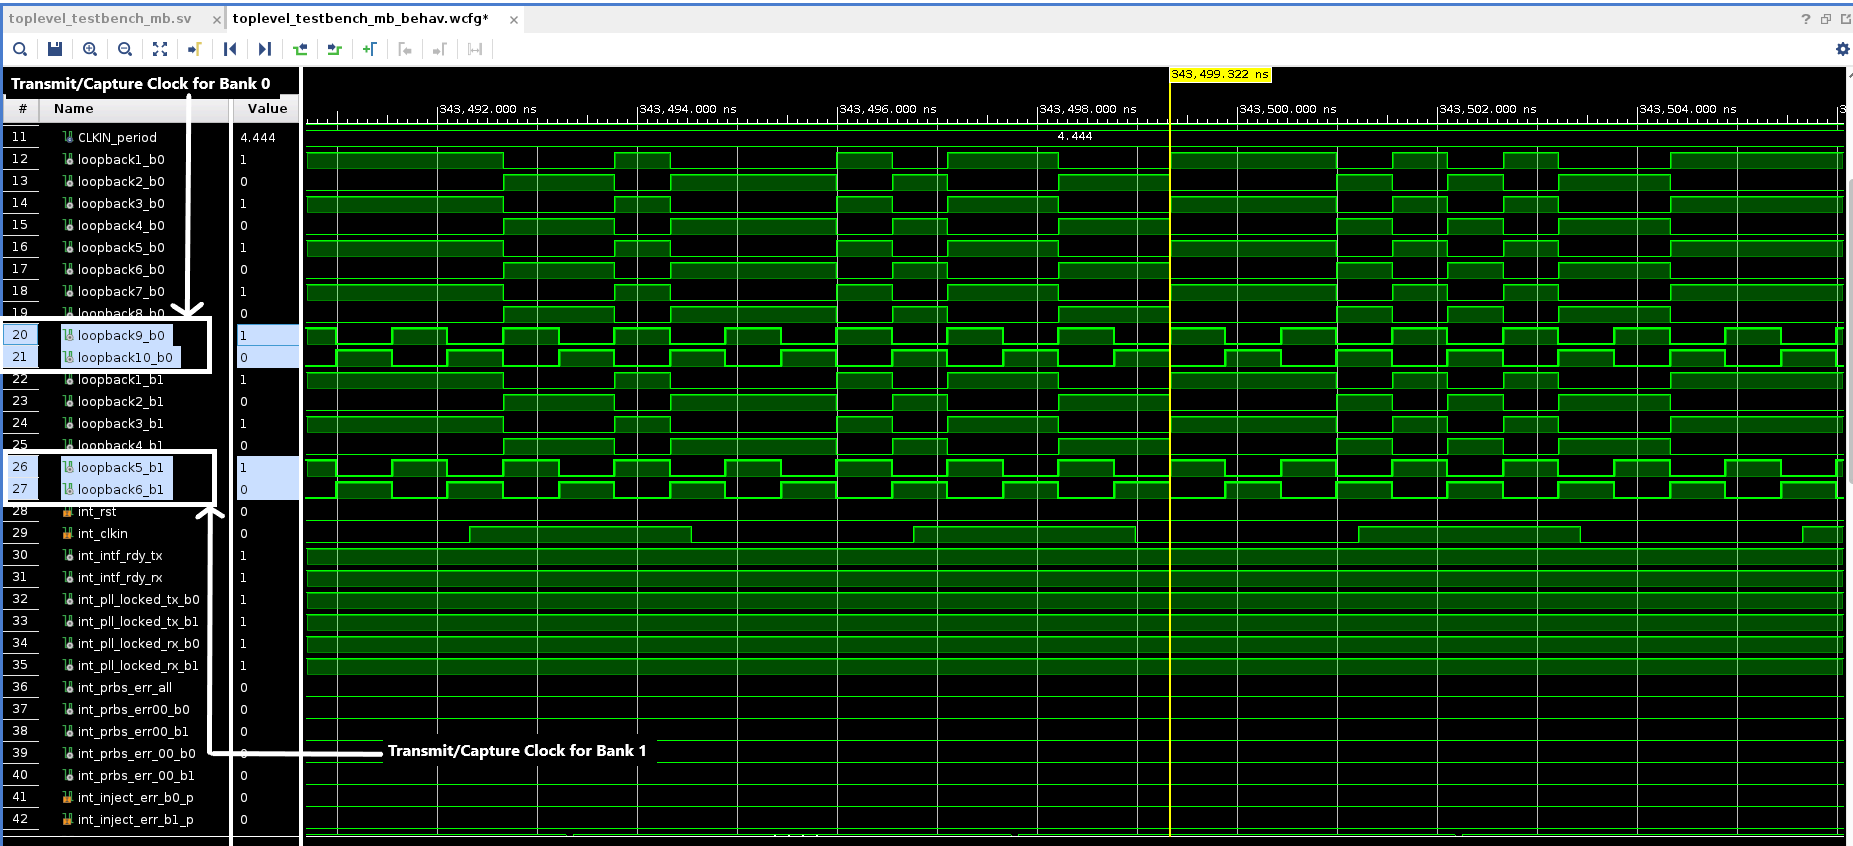 toplevel_testbench_mb.sv × toplevel_testbench_mb_behav.wcfg* × ?
343,499.322 ns
Transmit/Capture Clock for Bank 0
# Name Value 343,492.000 ns 343,494.000 ns 343,496.000 ns 343,498.000 ns 343,500.000 ns 343,502.000 ns 343,504.000 ns
11 CLKIN_period 4.444 4.444
12 loopback1_b0 1
13 loopback2_b0 0
14 loopback3_b0 1
15 loopback4_b0 0
16 loopback5_b0 1
17 loopback6_b0 0
18 loopback7_b0 1
19 loopback8_b0 0
20 loopback9_b0 1
21 loopback10_b0 0
22 loopback1_b1 1
23 loopback2_b1 0
24 loopback3_b1 1
25 loopback4_b1 0
26 loopback5_b1 1
27 loopback6_b1 0
28 int_rst 0
29 int_clkin 0
30 int_intf_rdy_tx 1
31 int_intf_rdy_rx 1
32 int_pll_locked_tx_b0 1
33 int_pll_locked_tx_b1 1
34 int_pll_locked_rx_b0 1
35 int_pll_locked_rx_b1 1
36 int_prbs_err_all 0
37 int_prbs_err00_b0 0
38 int_prbs_err00_b1 0
39 int_prbs_err_00_b0 0
Transmit/Capture Clock for Bank 1
40 int_prbs_err_00_b1 0
41 int_inject_err_b0_p 0
42 int_inject_err_b1_p 0